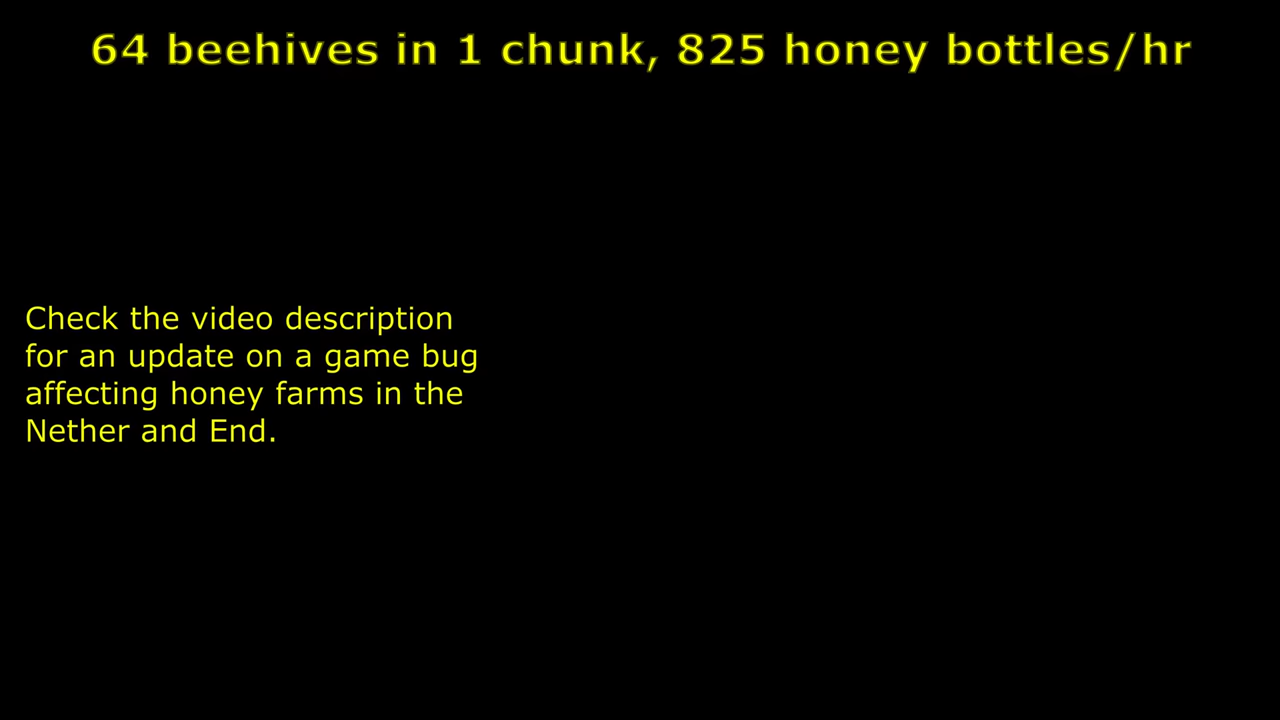 64 beehives in 1 chunk, 825 honey bottles/hr
Check the video description
for an update on a game bug
affecting honey farms in the
Nether and End.